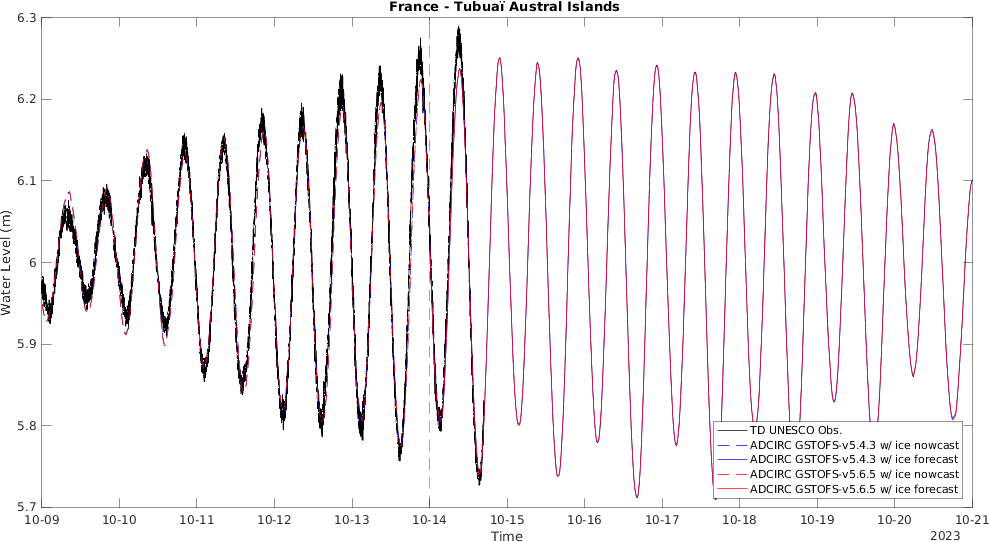 France - Tubuaï Austral Islands
6.3
6.2
6.1
6
5.9
5.8
5.7
Water Level (m)
TD UNESCO Obs.
ADCIRC GSTOFS-v5.4.3 w/ ice nowcast
ADCIRC GSTOFS-v5.4.3 w/ ice forecast
ADCIRC GSTOFS-v5.6.5 w/ ice nowcast
ADCIRC GSTOFS-v5.6.5 w/ ice forecast
10-09 10-10 10-11 10-12 10-13 10-14 10-15 10-16 10-17 10-18 10-19 10-20 10-21
Time
2023